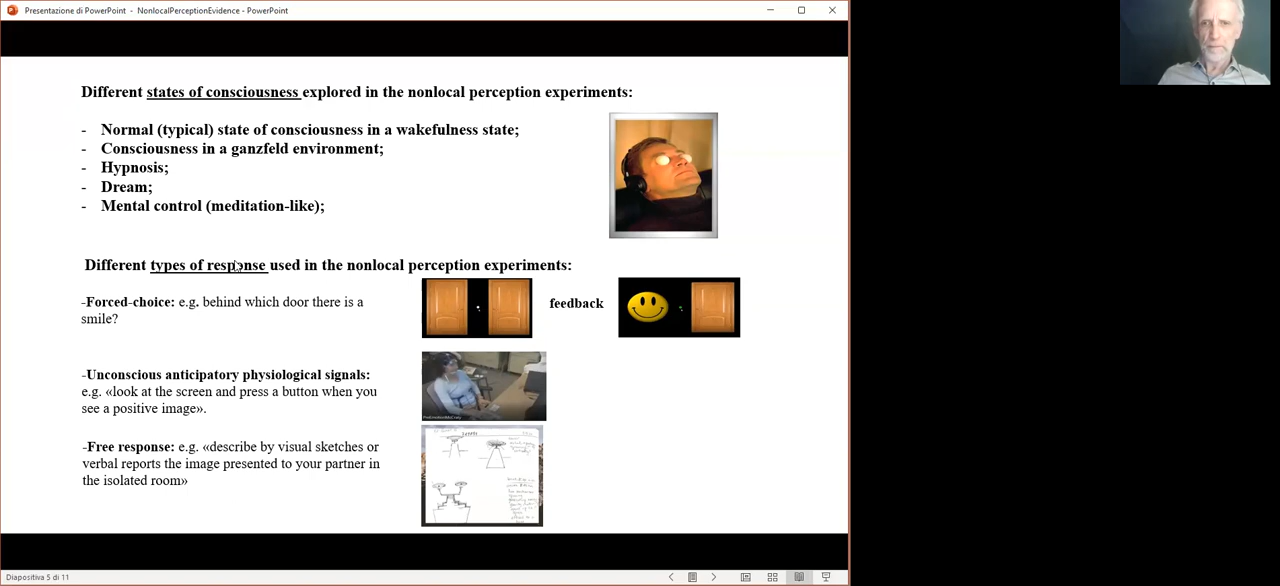 Presentazione di PowerPoint - NonlocalPerceptionEvidence - PowerPoint
Different states of consciousness explored in the nonlocal perception experiments:
- Normal (typical) state of consciousness in a wakefulness state;
- Consciousness in a ganzfeld environment;
- Hypnosis;
- Dream;
- Mental control (meditation-like);
Different types of response used in the nonlocal perception experiments:
-Forced-choice: e.g. behind which door there is a
smile?
feedback
-Unconscious anticipatory physiological signals:
e.g. «look at the screen and press a button when you
see a positive image».
-Free response: e.g. «describe by visual sketches or
verbal reports the image presented to your partner in
the isolated room»
Diapositiva 5 di 11